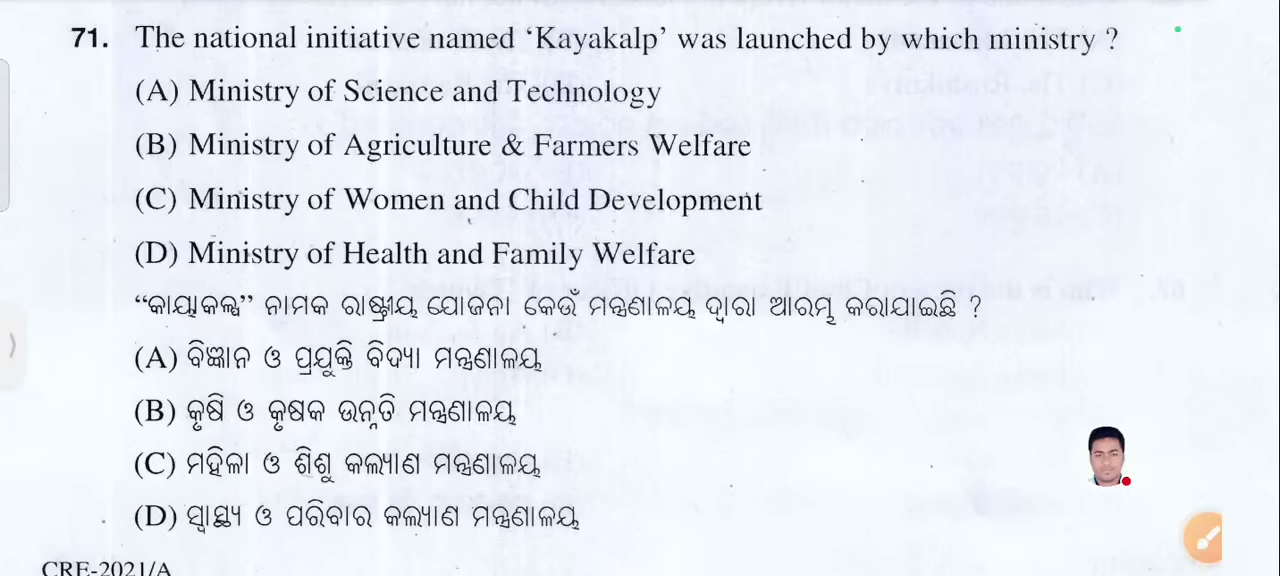 71. The national initiative named ‘Kayakalp’ was launched by which ministry ?
(A) Ministry of Science and Technology
(B) Ministry of Agriculture & Farmers Welfare
(C) Ministry of Women and Child Development
(D) Ministry of Health and Family Welfare
“କାୟାକଳ୍ପ” ନାମକ ରାଷ୍ଟ୍ରୀୟ ଯୋଜନା କେଉଁ ମନ୍ତ୍ରଣାଳୟ ଦ୍ୱାରା ଆରମ୍ଭ କରାଯାଇଛି ?
(A) ବିଜ୍ଞାନ ଓ ପ୍ରଯୁକ୍ତି ବିଦ୍ୟା ମନ୍ତ୍ରଣାଳୟ
(B) କୃଷି ଓ କୃଷକ ଉନ୍ନତି ମନ୍ତ୍ରଣାଳୟ
(C) ମହିଳା ଓ ଶିଶୁ କଲ୍ୟାଣ ମନ୍ତ୍ରଣାଳୟ
(D) ସ୍ୱାସ୍ଥ୍ୟ ଓ ପରିବାର କଲ୍ୟାଣ ମନ୍ତ୍ରଣାଳୟ
CRE-2021/A